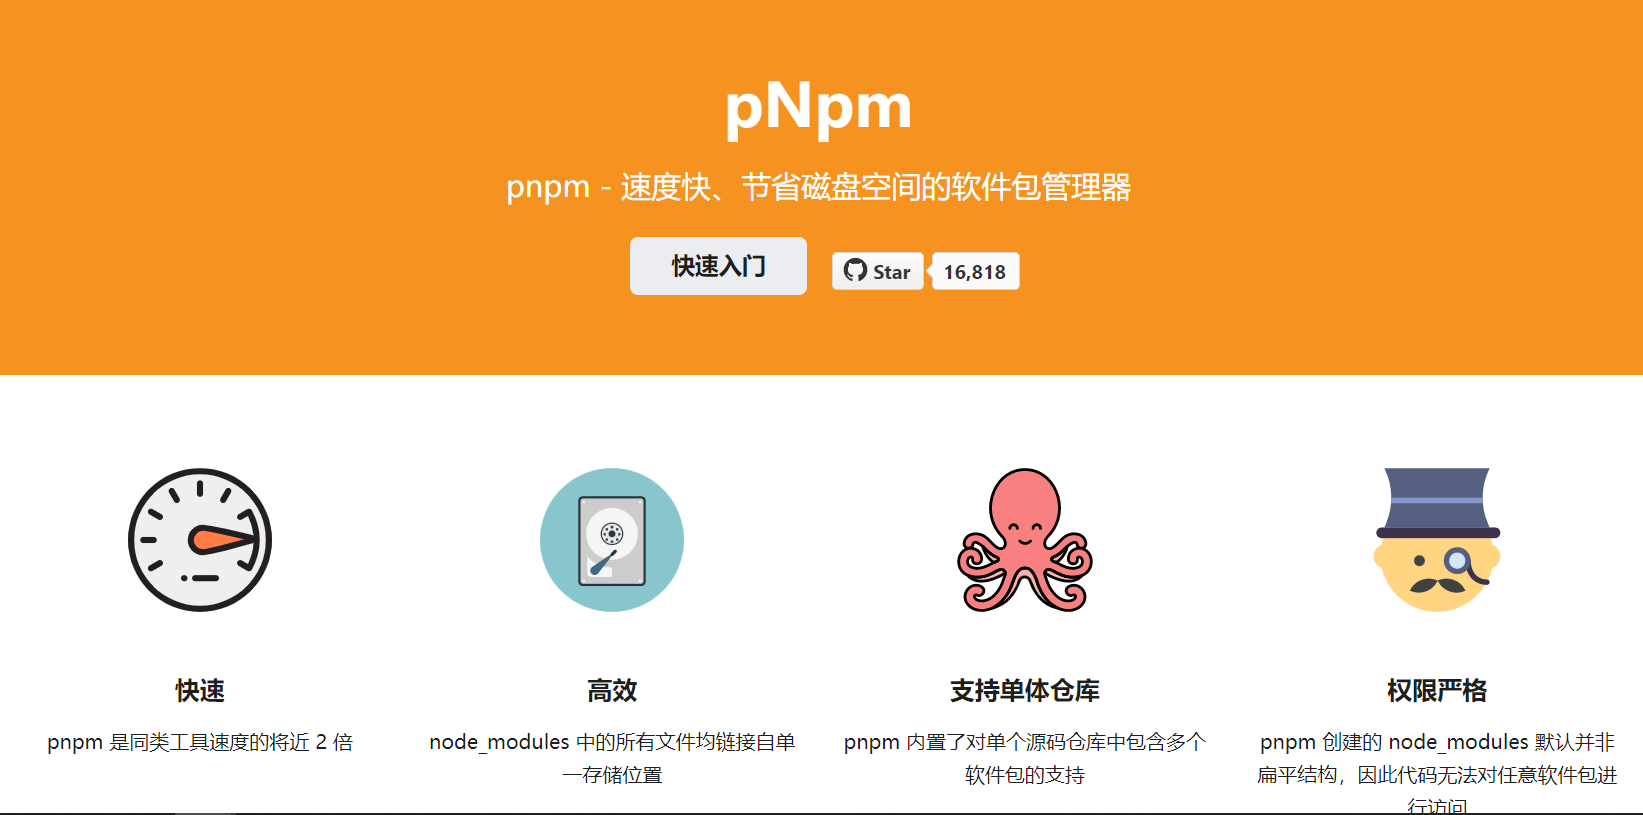 pNpm
pnpm - 速度快、节省磁盘空间的软件包管理器
快速入门
Star
16,818
快速
高效
支持单体仓库
权限严格
pnpm 是同类工具速度的将近 2 倍
node_modules 中的所有文件均链接自单
一存储位置
pnpm 内置了对单个源码仓库中包含多个
软件包的支持
pnpm 创建的 node_modules 默认并非
扁平结构，因此代码无法对任意软件包进
行访问